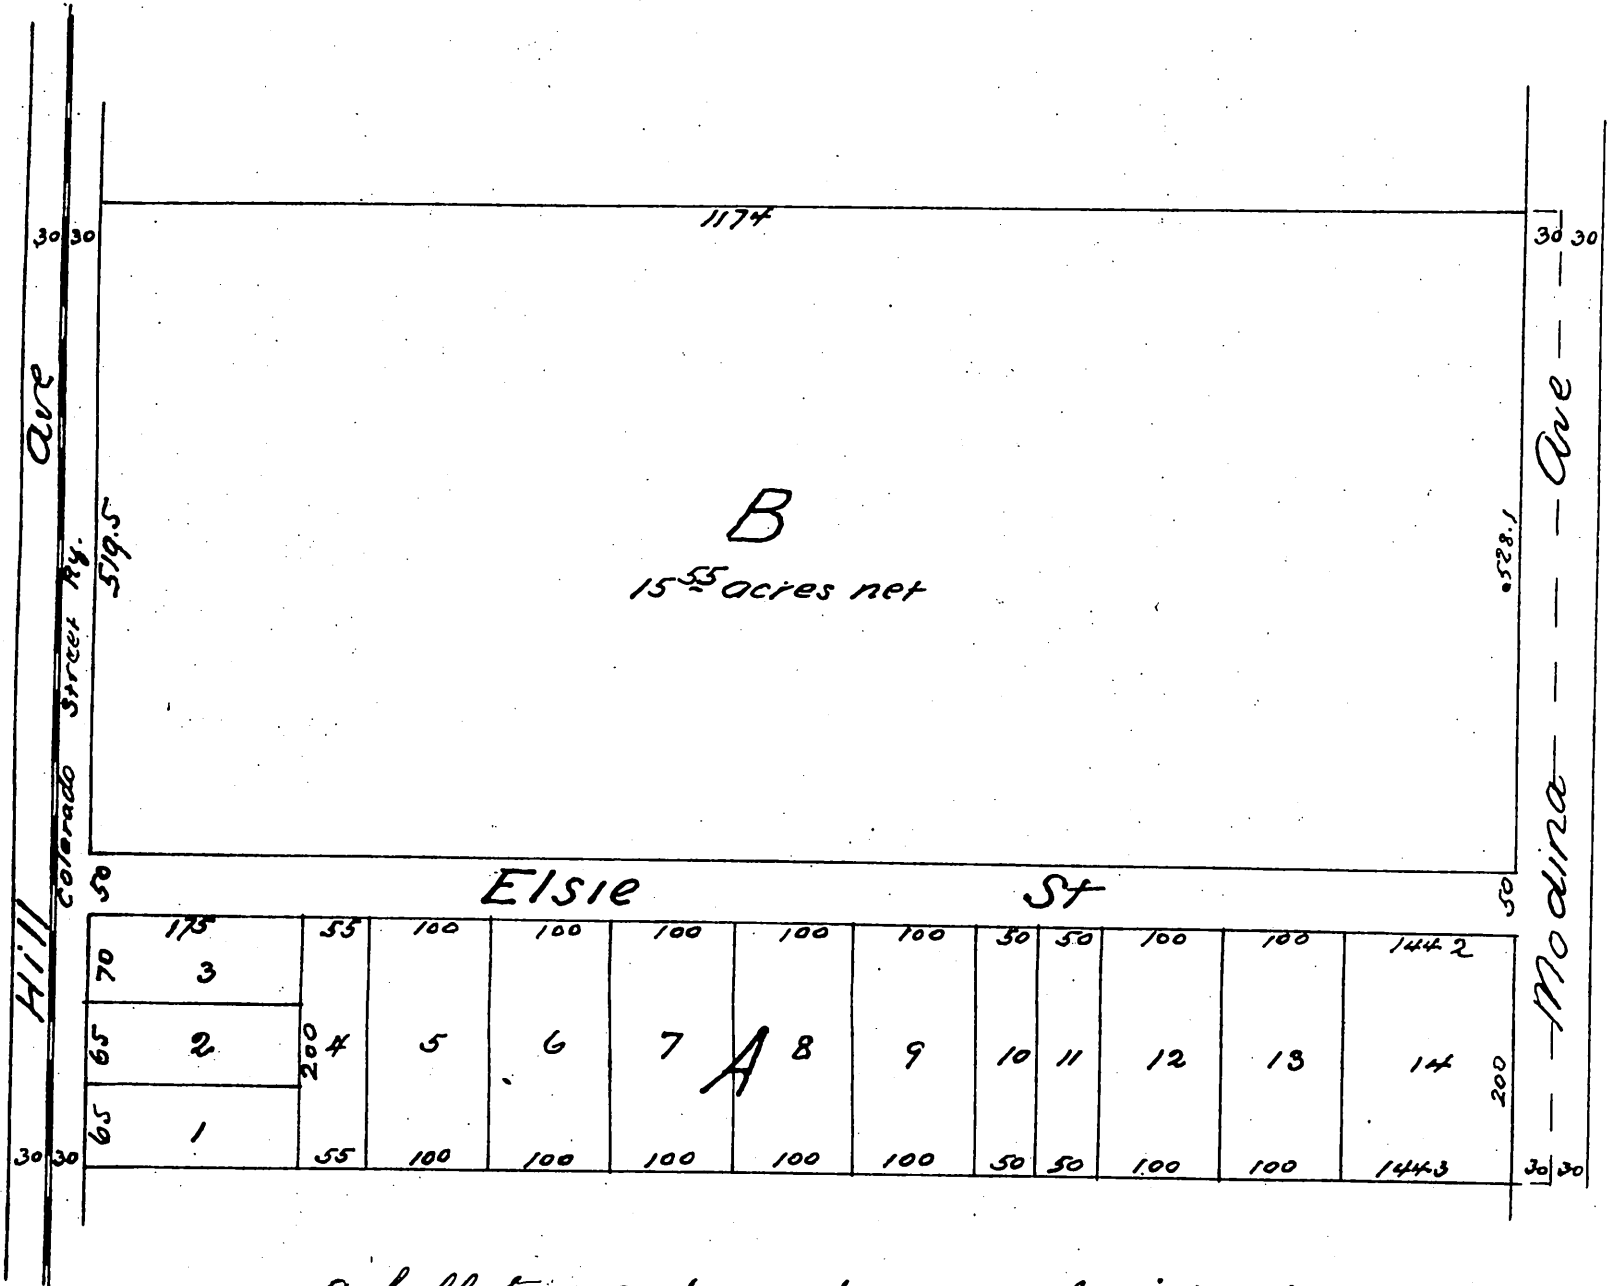 1174
30 30
30 30
Hill Ave
Colorado Street Ry.
519.5
B
15 55 acres net
528.1
Modina Ave
50
Elsie St
50
175 55 100 100 100 100 100 50 50 100 100 144.2
70 3
65 2
65 1
200 4 5 6 7 A 8 9 10 11 12 13 14 200
30 30
55 100 100 100 100 100 50 50 100 100 144.3
30 30